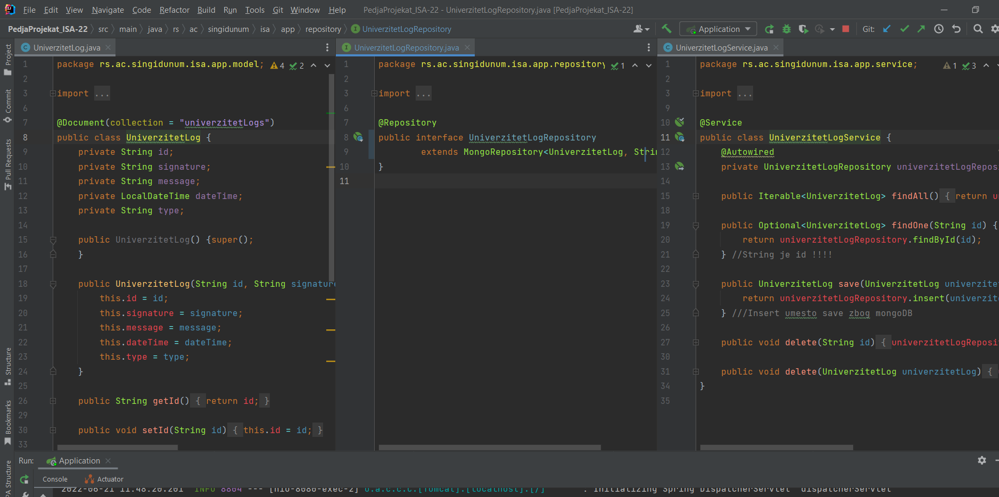 File Edit View Navigate Code Refactor Build Run Tools Git Window Help PedjaProjekat_ISA-22 - UniverzitetLogRepository.java [PedjaProjekat_ISA-22]
PedjaProjekat_ISA-22 src main java rs ac singidunum isa app repository UniverzitetLogRepository Application Git:
Project
Commit
Pull Requests
Structure
Bookmarks
PA Structure
UniverzitetLog.java
1 package rs.ac.singidunum.isa.app.model; 4 2
2
3 import ...
6
7 @Document(collection = "univerzitetLogs")
8 public class UniverzitetLog {
9 private String id;
10 private String signature;
11 private String message;
12 private LocalDateTime dateTime;
13 private String type;
14
15 public UniverzitetLog() {super();
16 }
17
18 public UniverzitetLog(String id, String signature
19 this.id = id;
20 this.signature = signature;
21 this.message = message;
22 this.dateTime = dateTime;
23 this.type = type;
24 }
25
26 public String getId() { return id; }
29
30 public void setId(String id) { this.id = id; }
33
UniverzitetLogRepository.java
1 package rs.ac.singidunum.isa.app.repository 1
2
3 import ...
6
7 @Repository
8 public interface UniverzitetLogRepository
9 extends MongoRepository<UniverzitetLog, Strin
10 }
11
UniverzitetLogService.java
1 package rs.ac.singidunum.isa.app.service; 1 3
2
3 import ...
9
10 @Service
11 public class UniverzitetLogService {
12 @Autowired
13 private UniverzitetLogRepository univerzitetLogRepos
14
15 public Iterable<UniverzitetLog> findAll() { return u
18
19 public Optional<UniverzitetLog> findOne(String id) {
20 return univerzitetLogRepository.findById(id);
21 } //String je id !!!!
22
23 public UniverzitetLog save(UniverzitetLog univerzite
24 return univerzitetLogRepository.insert(univerzit
25 } ///Insert umesto save zbog mongoDB
26
27 public void delete(String id) { univerzitetLogReposi
30
31 public void delete(UniverzitetLog univerzitetLog) {
34 }
35
Run: Application
Console Actuator
2022-06-21 11:48:20.201 INFO 8804 --- [nio-8080-exec-2] o.a.c.c.C.[Tomcat].[localhost].[/] : Initializing Spring DispatcherServlet 'dispatcherServlet'